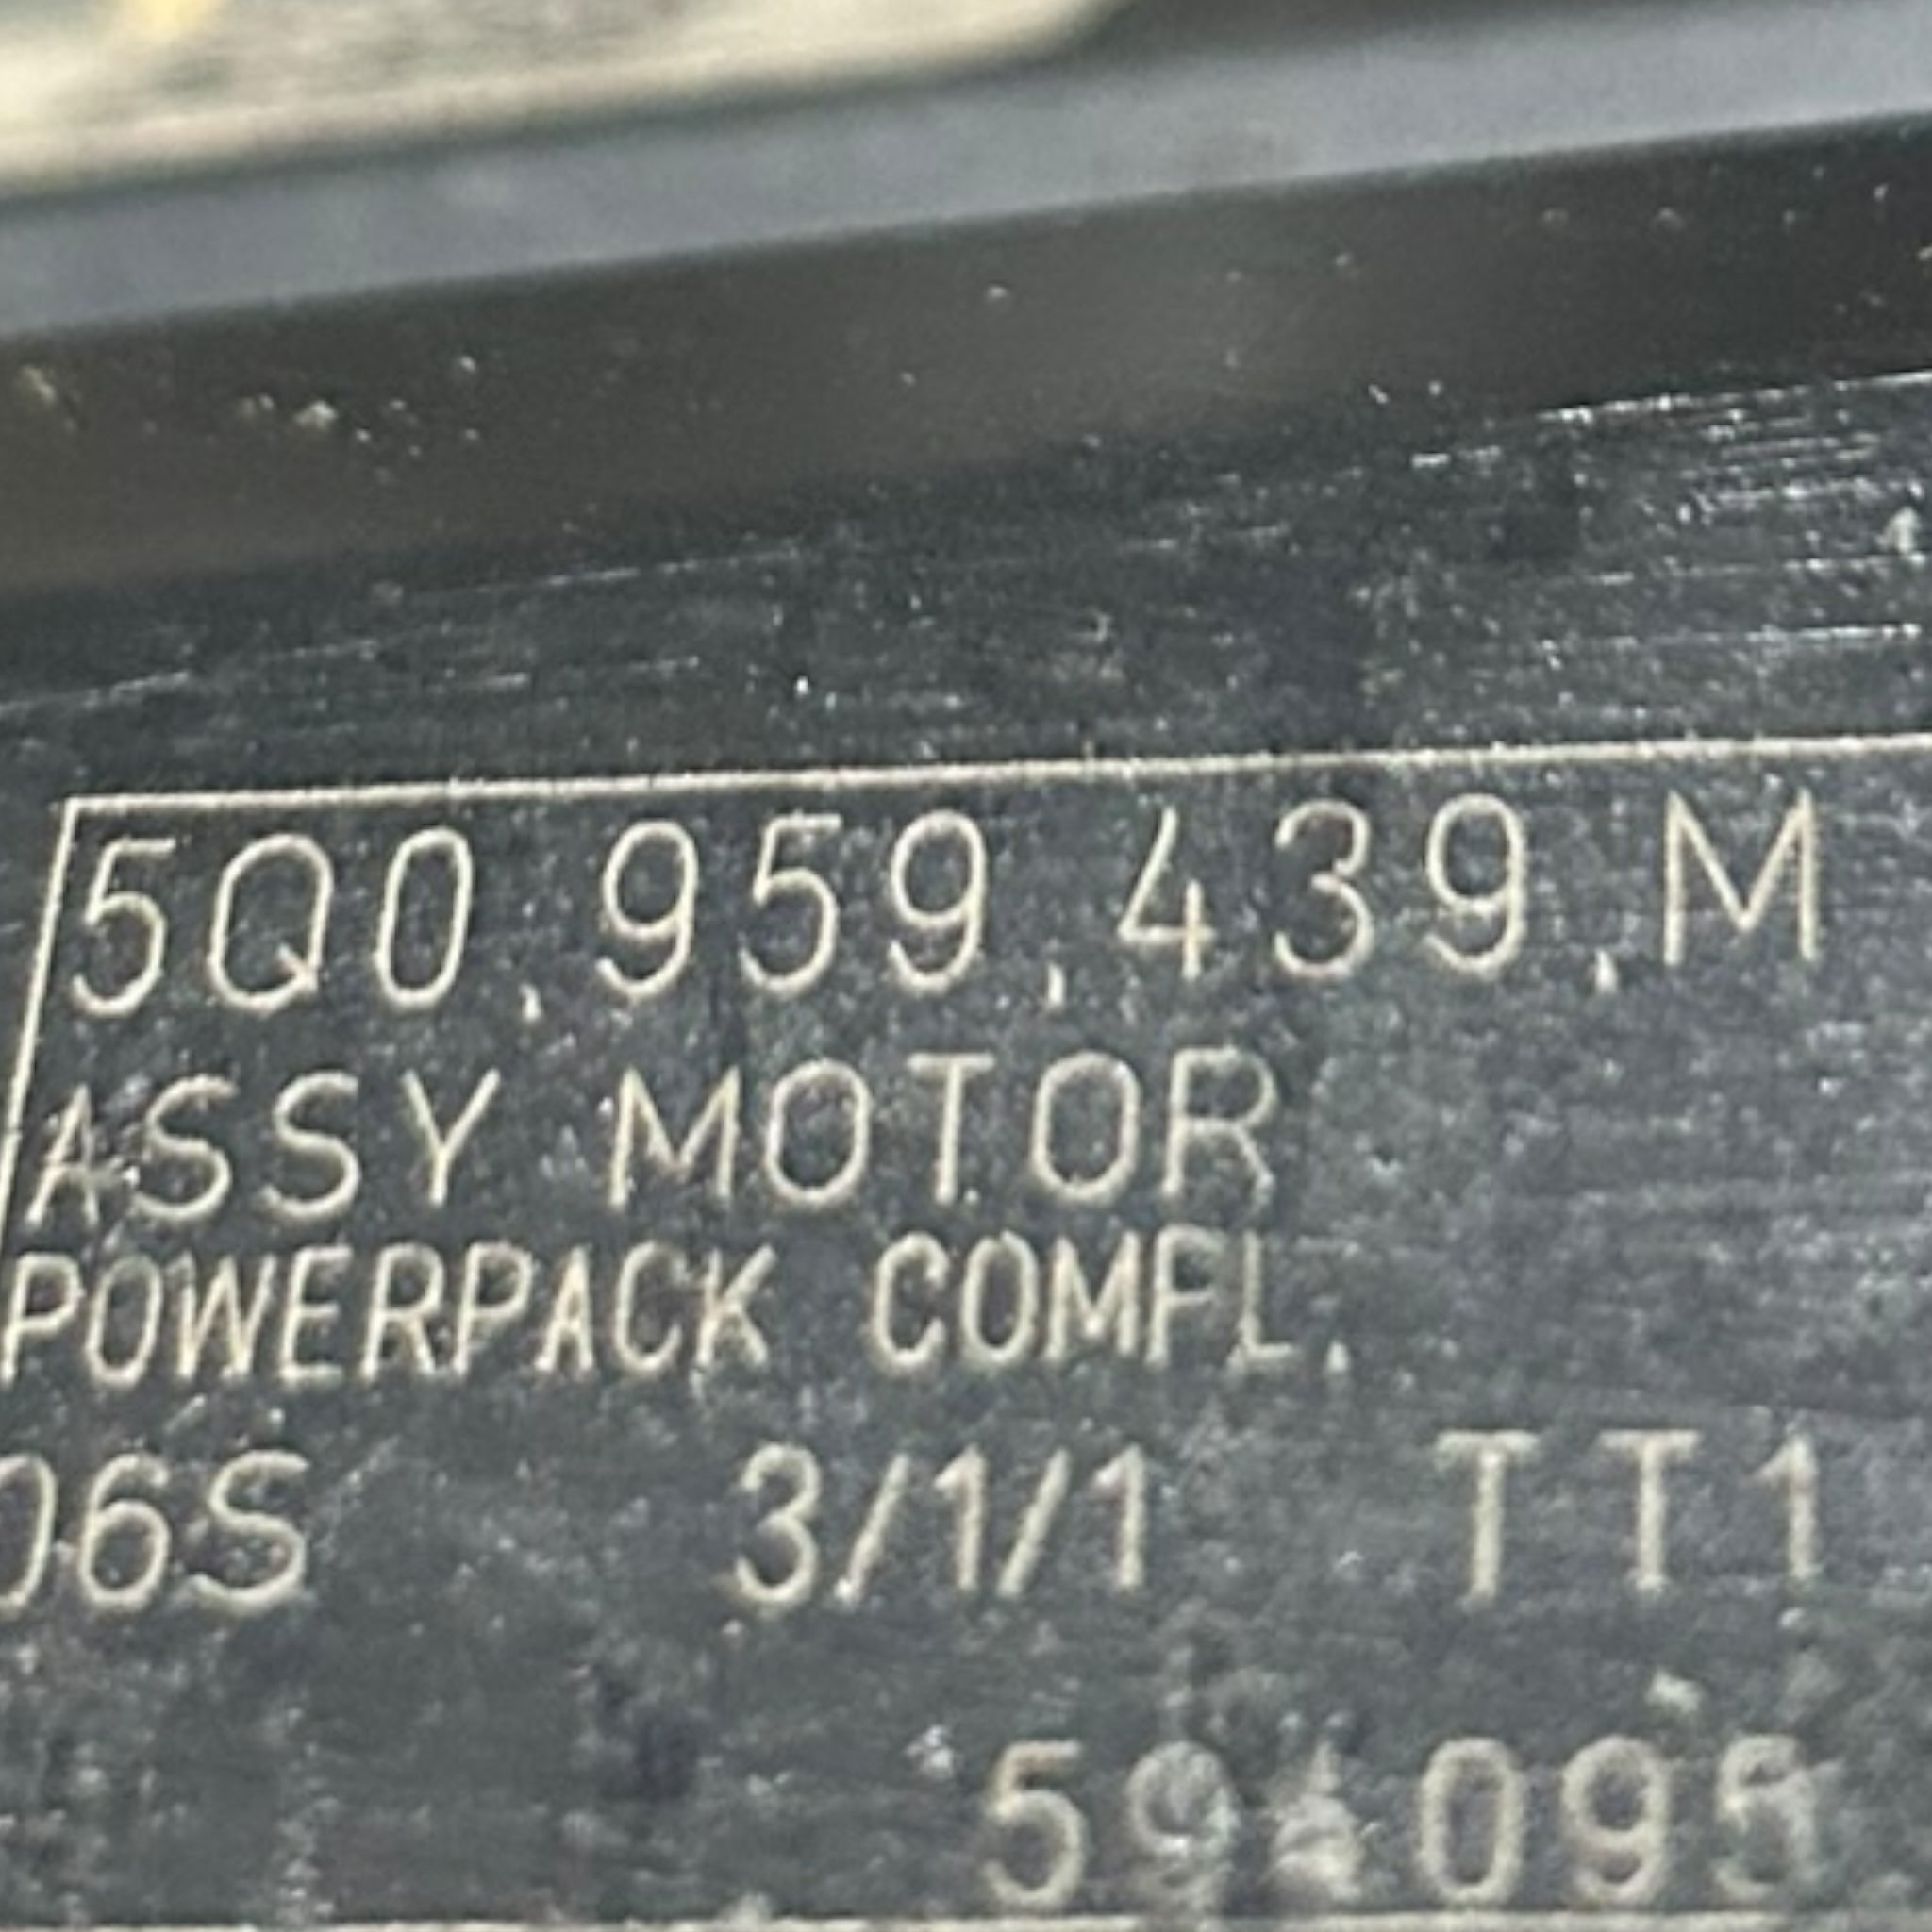 5Q0.959.439.M
ASSY MOTOR
POWERPACK COMPL.
06S 3/1/1 TT1